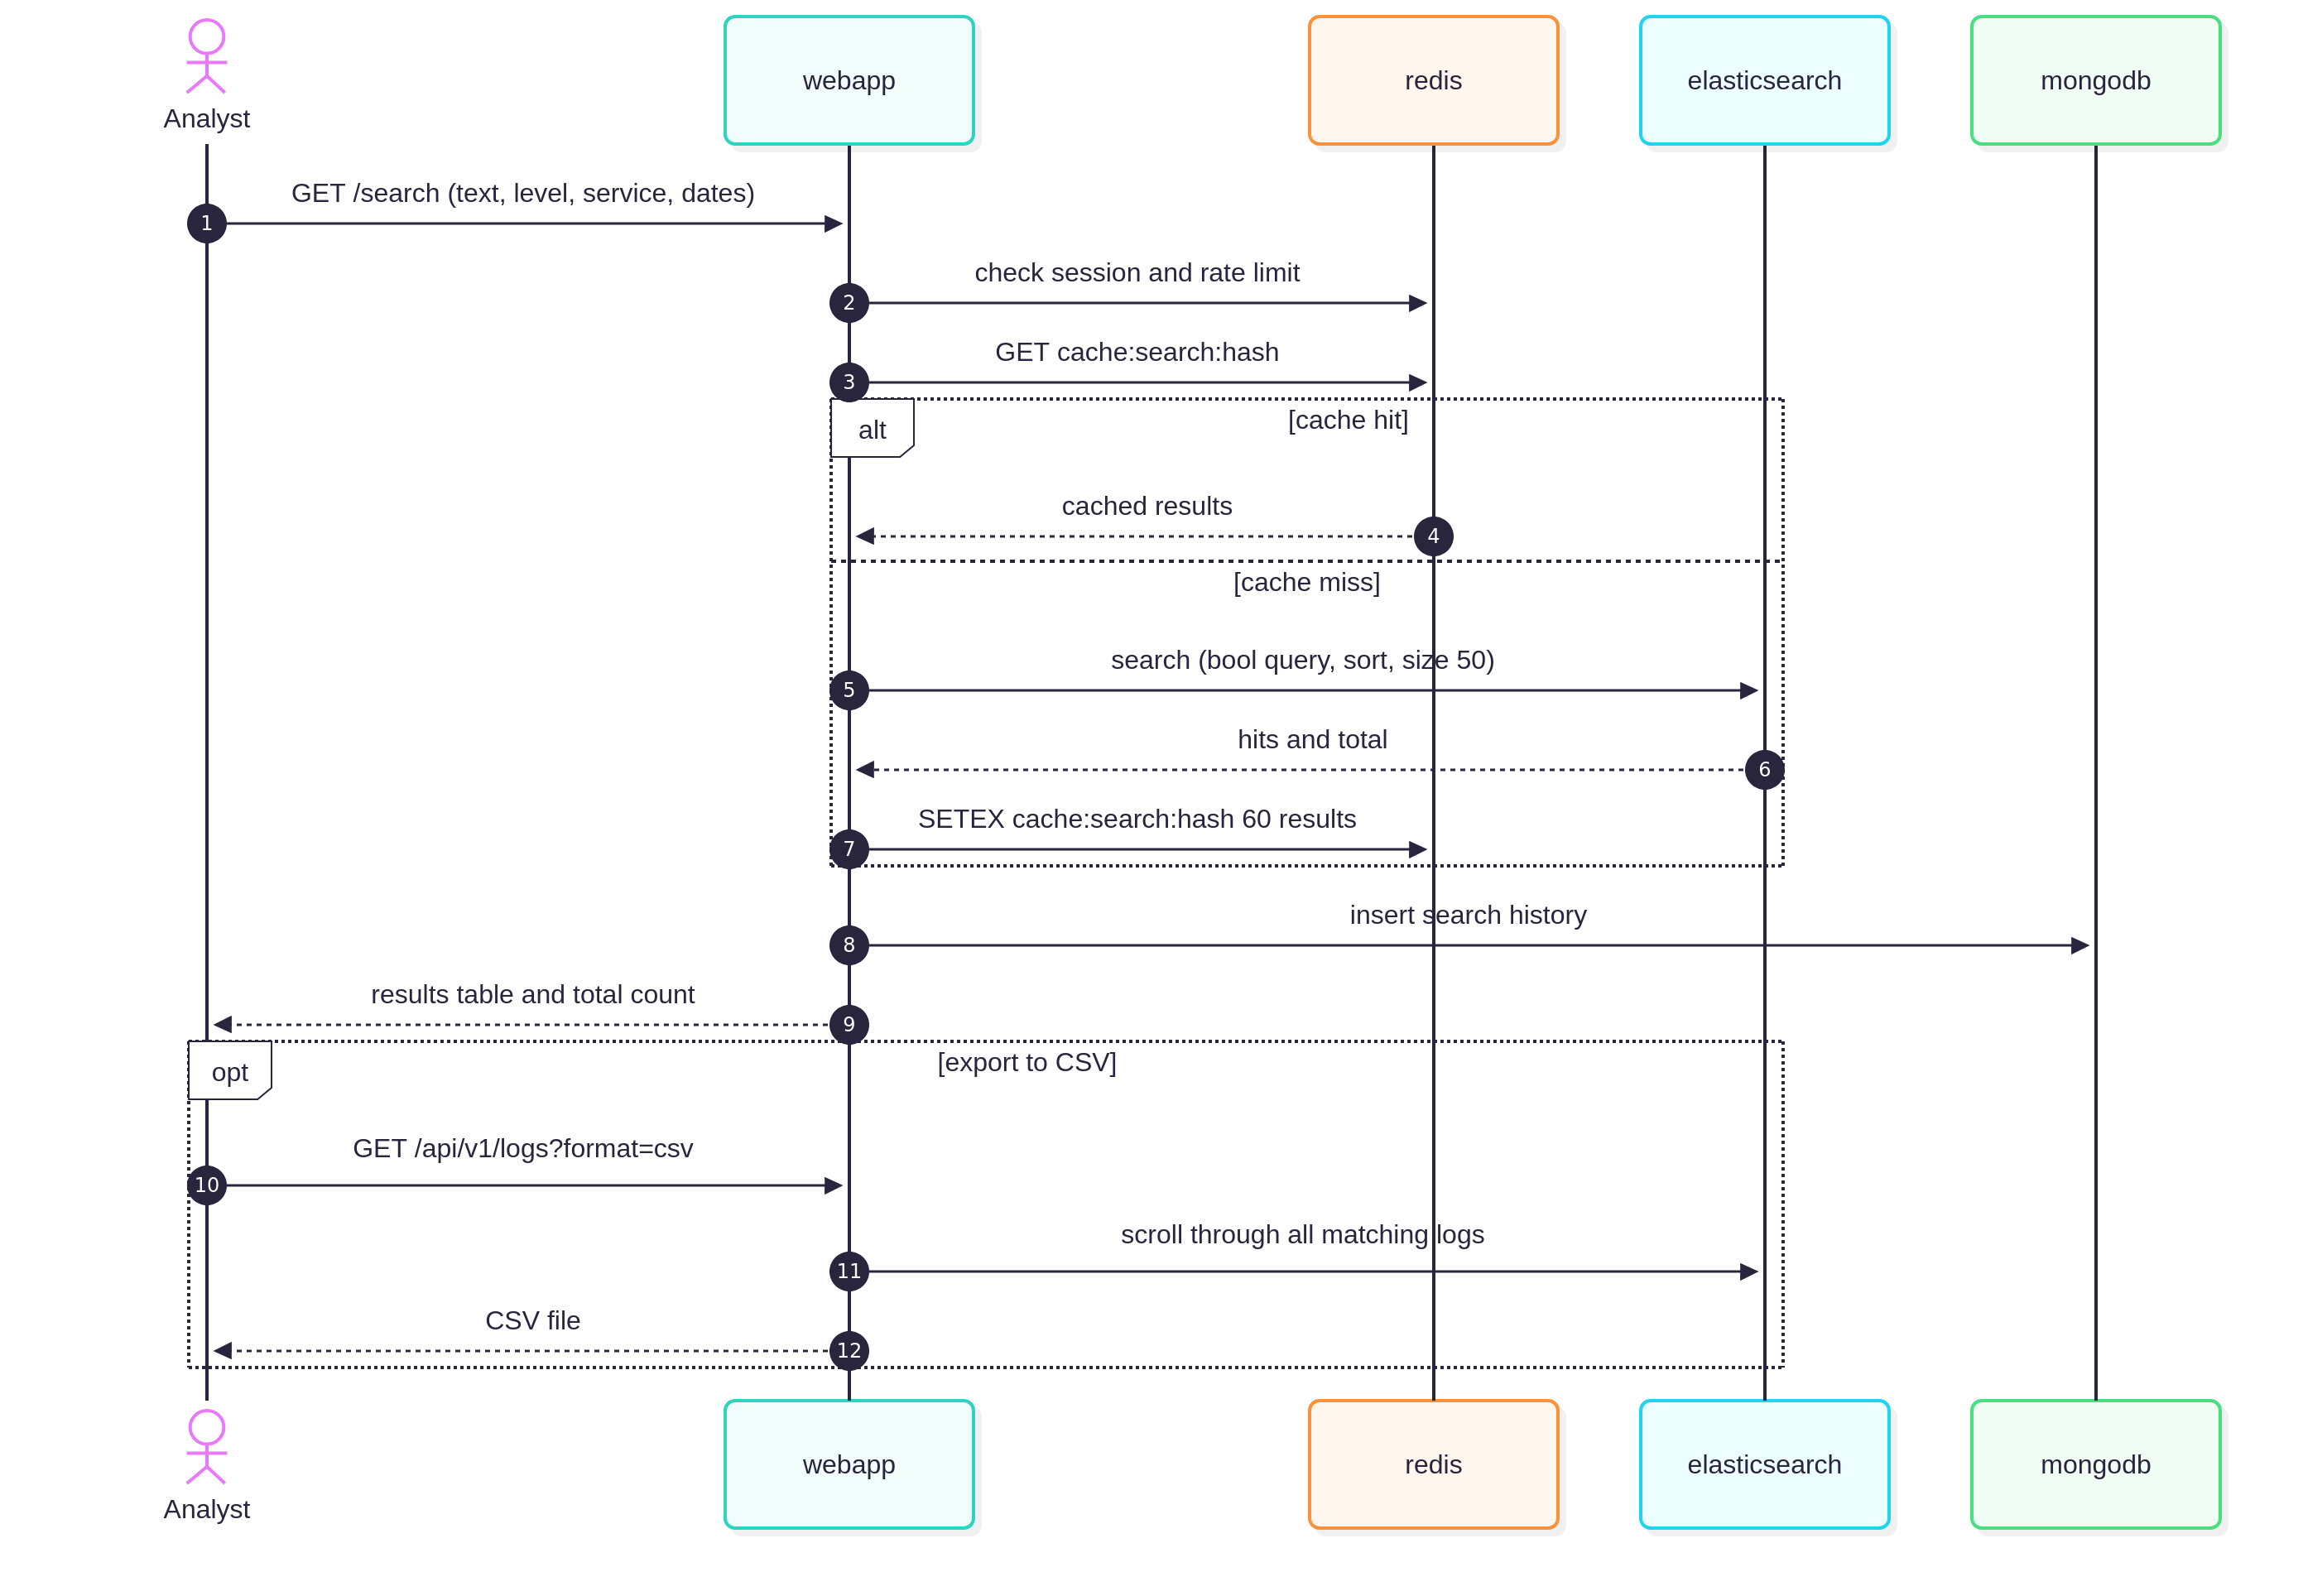 Analyst
webapp
redis
elasticsearch
mongodb
GET /search (text, level, service, dates)
1
check session and rate limit
2
GET cache:search:hash
3
alt
[cache hit]
cached results
4
[cache miss]
search (bool query, sort, size 50)
5
hits and total
6
SETEX cache:search:hash 60 results
7
insert search history
8
results table and total count
9
opt
[export to CSV]
GET /api/v1/logs?format=csv
10
scroll through all matching logs
11
CSV file
12
Analyst
webapp
redis
elasticsearch
mongodb